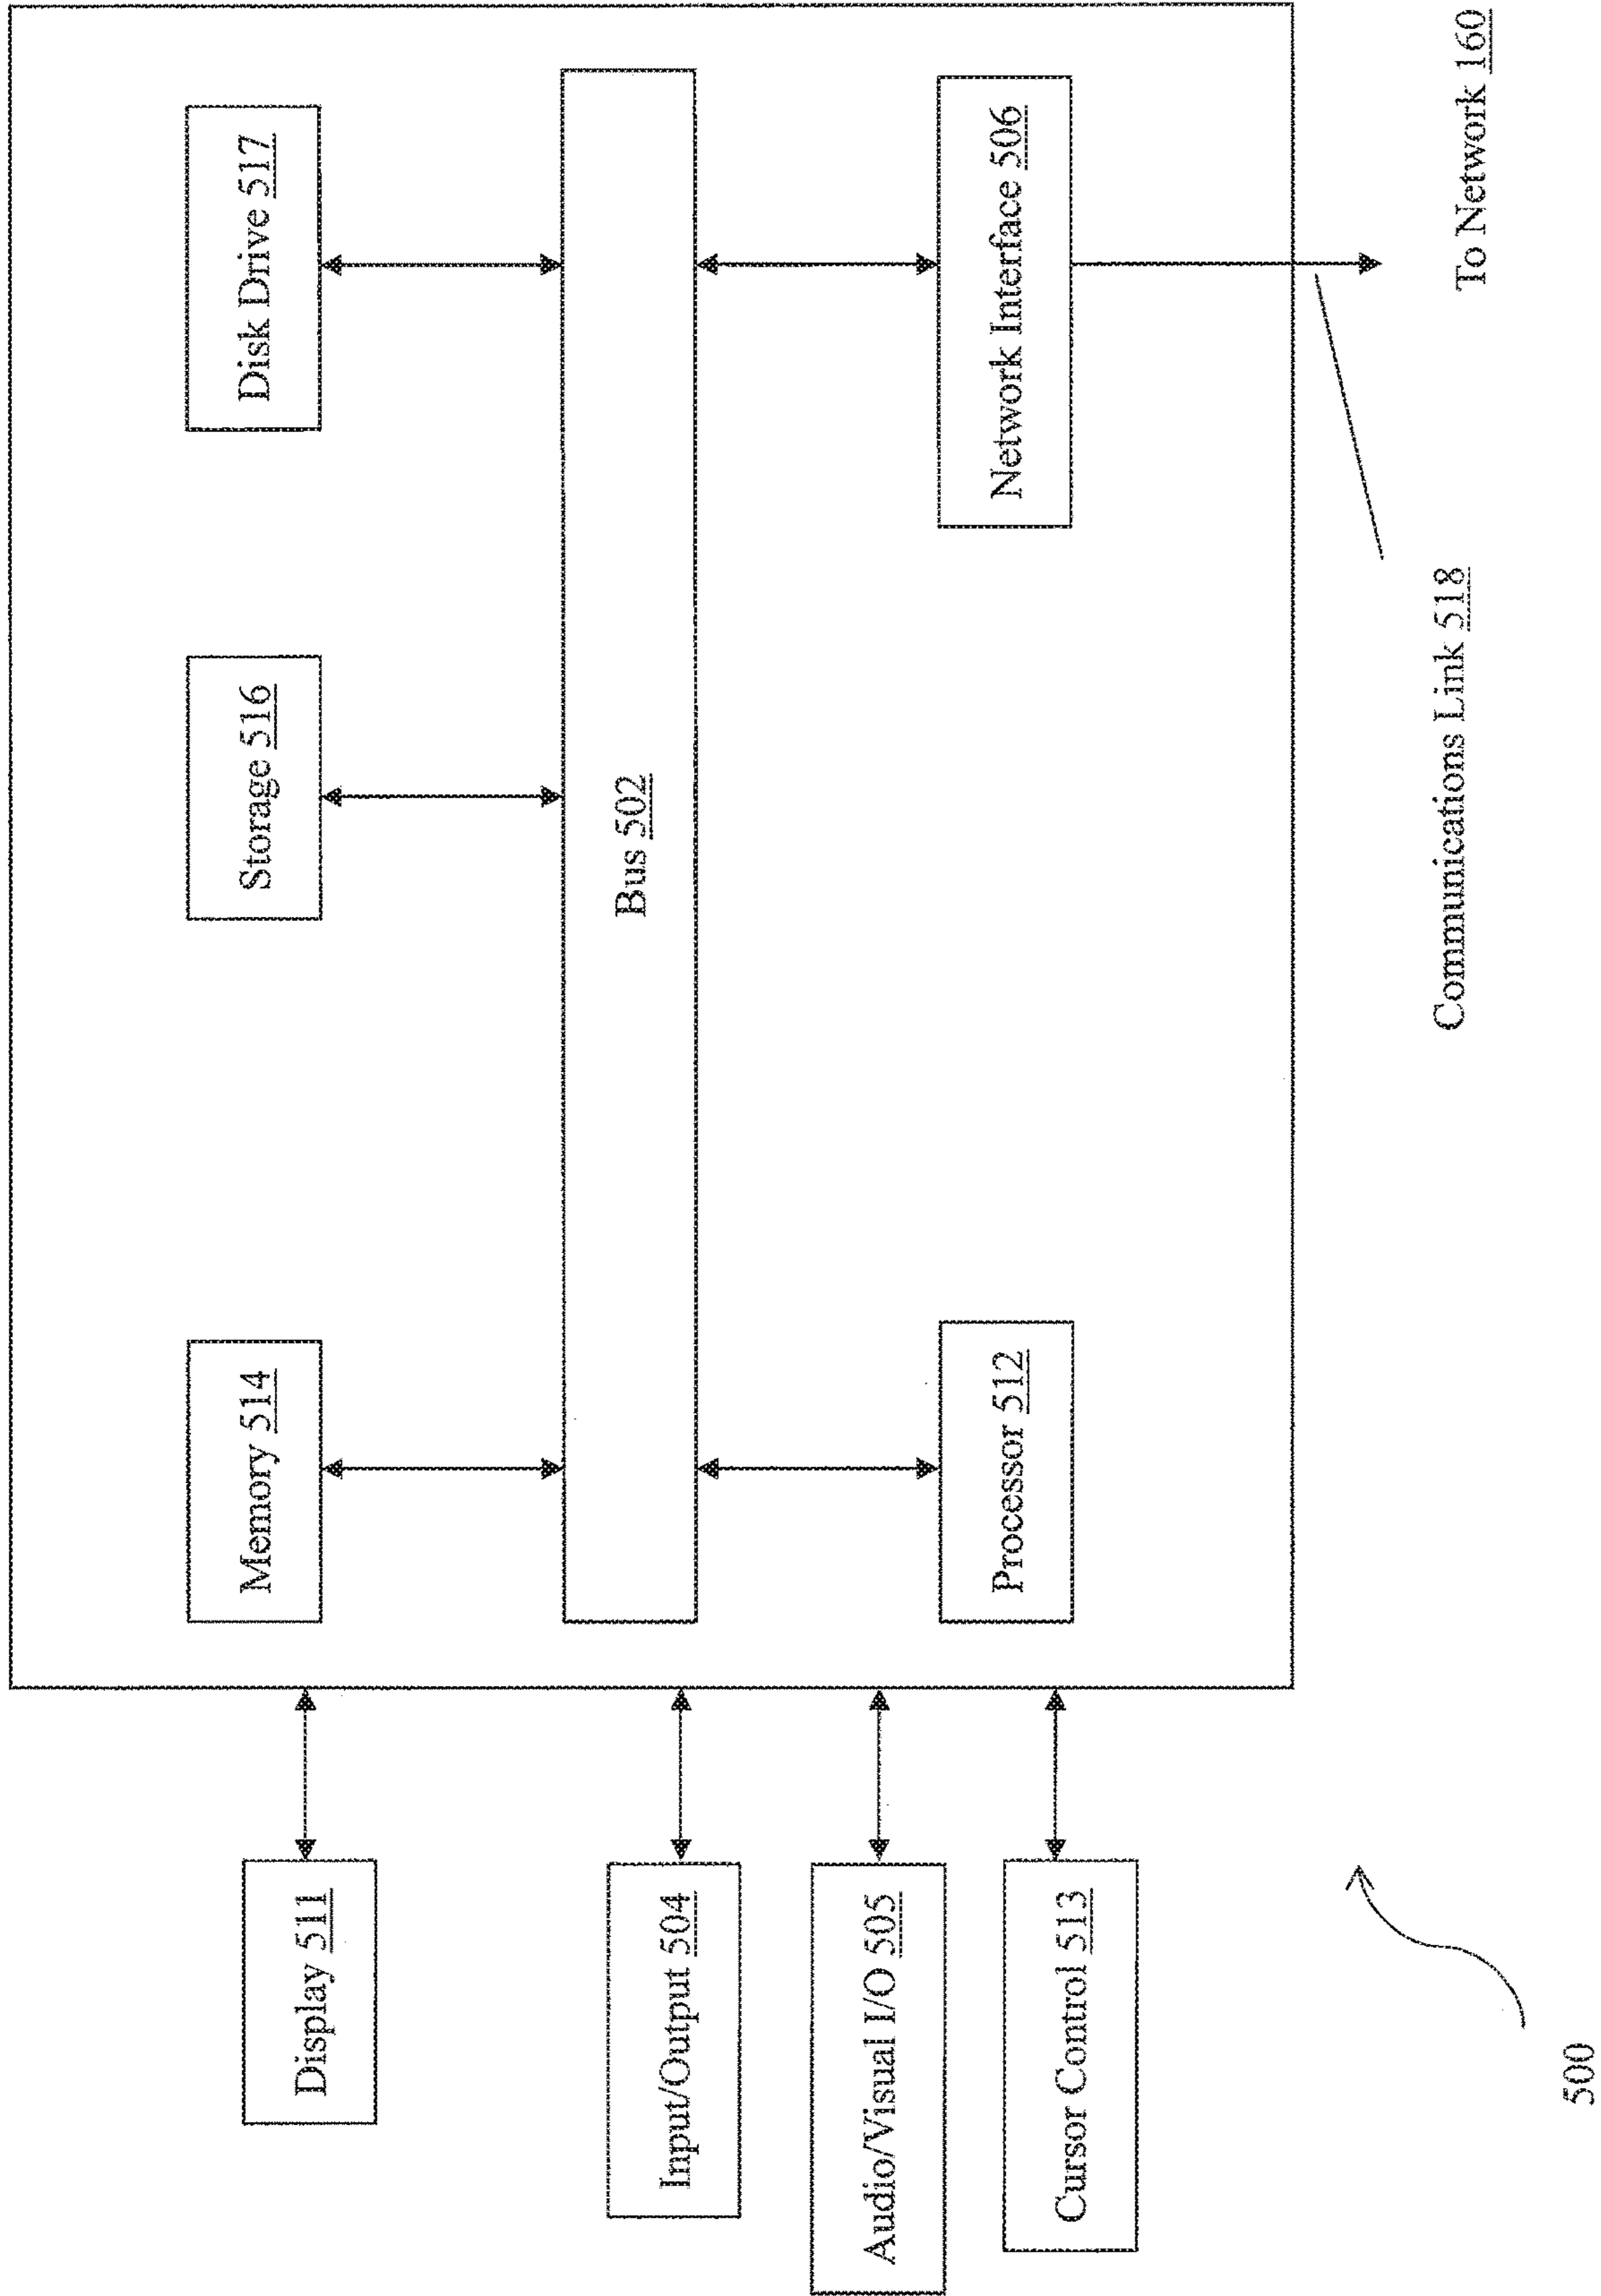 Display 511
Input/Output 504
Audio/Visual I/O 505
Cursor Control 513
Memory 514
Storage 516
Disk Drive 517
Bus 502
Processor 512
Network Interface 506
Communications Link 518
To Network 160
500